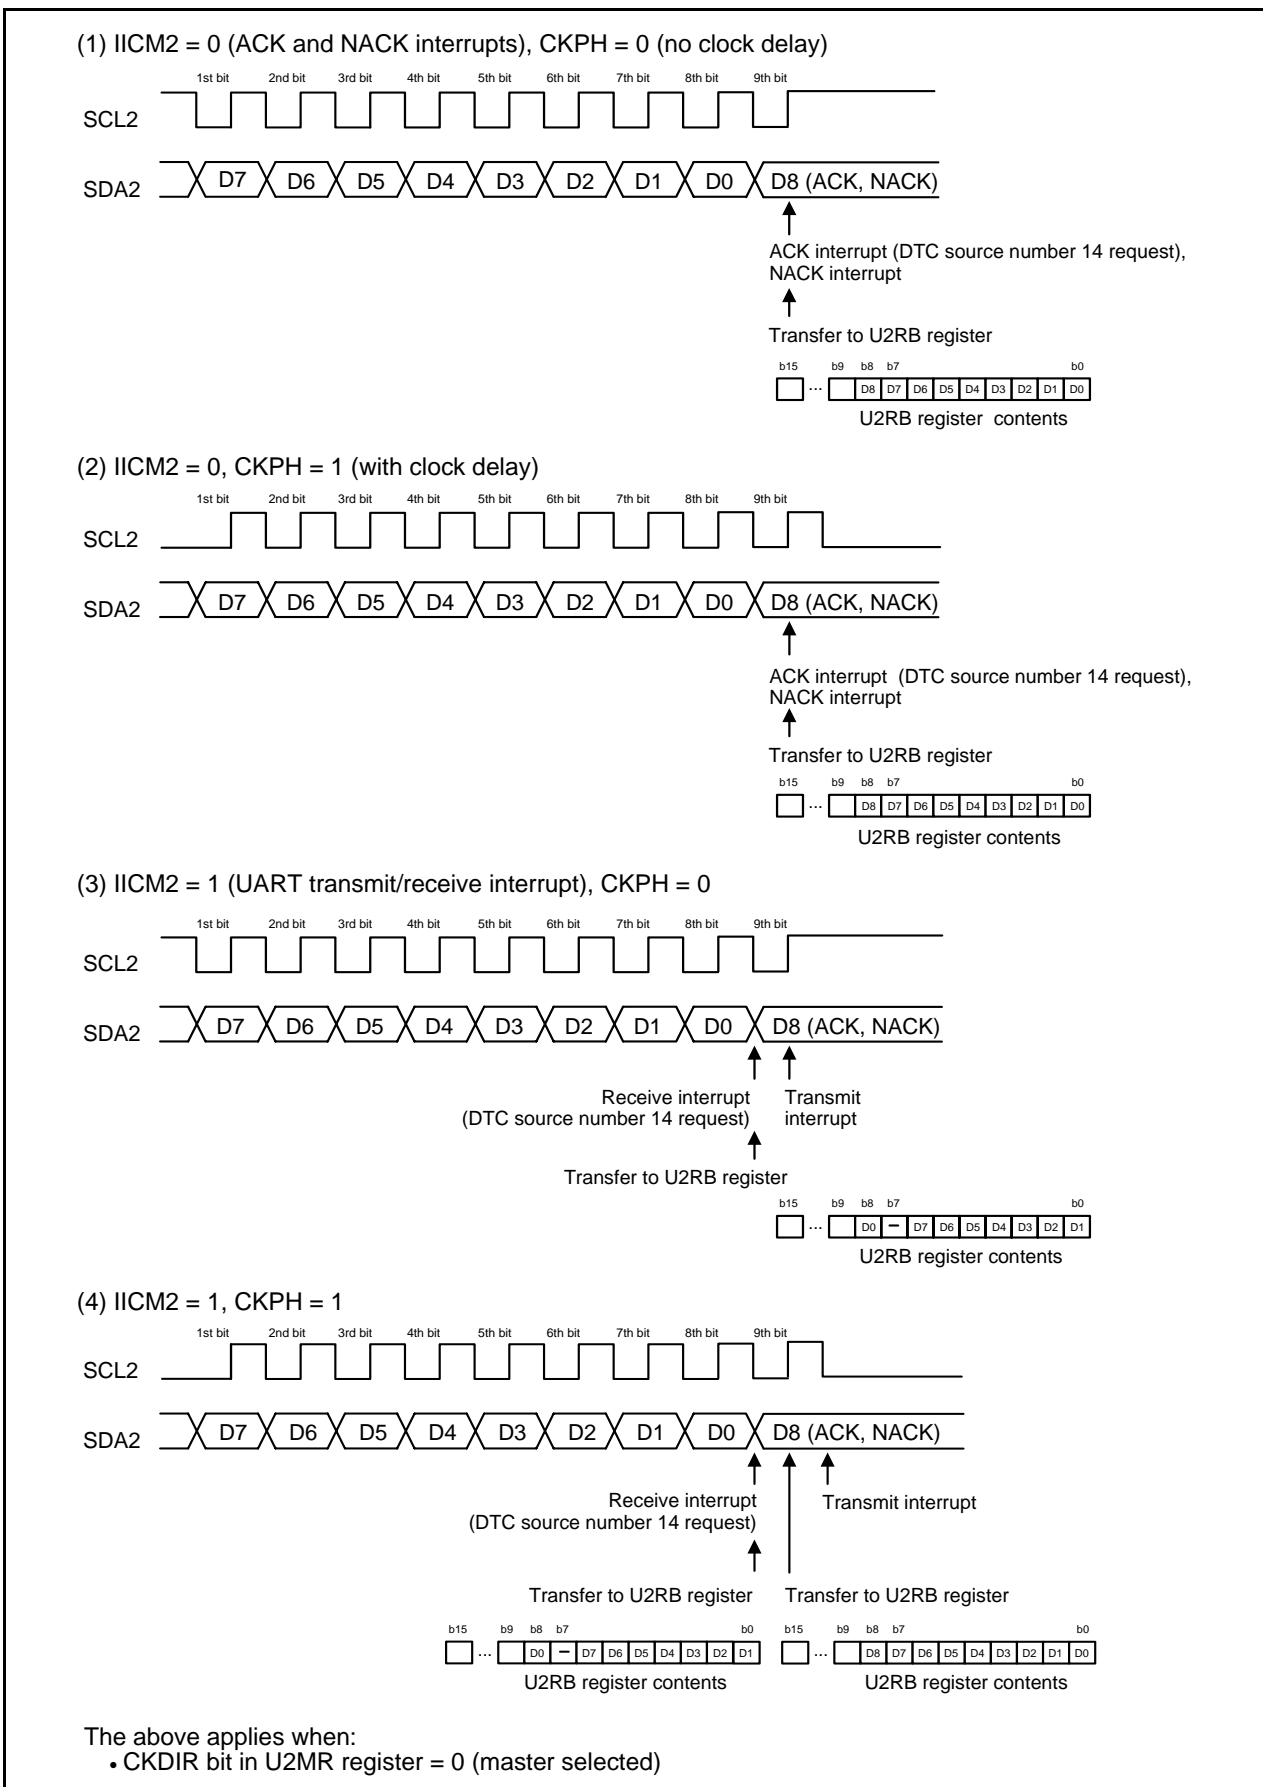 (1) IICM2 = 0 (ACK and NACK interrupts), CKPH = 0 (no clock delay)
1st bit 2nd bit 3rd bit 4th bit 5th bit 6th bit 7th bit 8th bit 9th bit
SCL2
SDA2 D7 D6 D5 D4 D3 D2 D1 D0 D8 (ACK, NACK)
ACK interrupt (DTC source number 14 request),
NACK interrupt
Transfer to U2RB register
b15 b9 b8 b7 b0
... D8 D7 D6 D5 D4 D3 D2 D1 D0
U2RB register contents
(2) IICM2 = 0, CKPH = 1 (with clock delay)
1st bit 2nd bit 3rd bit 4th bit 5th bit 6th bit 7th bit 8th bit 9th bit
SCL2
SDA2 D7 D6 D5 D4 D3 D2 D1 D0 D8 (ACK, NACK)
ACK interrupt (DTC source number 14 request),
NACK interrupt
Transfer to U2RB register
b15 b9 b8 b7 b0
... D8 D7 D6 D5 D4 D3 D2 D1 D0
U2RB register contents
(3) IICM2 = 1 (UART transmit/receive interrupt), CKPH = 0
1st bit 2nd bit 3rd bit 4th bit 5th bit 6th bit 7th bit 8th bit 9th bit
SCL2
SDA2 D7 D6 D5 D4 D3 D2 D1 D0 D8 (ACK, NACK)
Receive interrupt Transmit
(DTC source number 14 request) interrupt
Transfer to U2RB register
b15 b9 b8 b7 b0
... D0 – D7 D6 D5 D4 D3 D2 D1
U2RB register contents
(4) IICM2 = 1, CKPH = 1
1st bit 2nd bit 3rd bit 4th bit 5th bit 6th bit 7th bit 8th bit 9th bit
SCL2
SDA2 D7 D6 D5 D4 D3 D2 D1 D0 D8 (ACK, NACK)
Receive interrupt Transmit interrupt
(DTC source number 14 request)
Transfer to U2RB register Transfer to U2RB register
b15 b9 b8 b7 b0 b15 b9 b8 b7 b0
... D0 – D7 D6 D5 D4 D3 D2 D1 ... D8 D7 D6 D5 D4 D3 D2 D1 D0
U2RB register contents U2RB register contents
The above applies when:
• CKDIR bit in U2MR register = 0 (master selected)